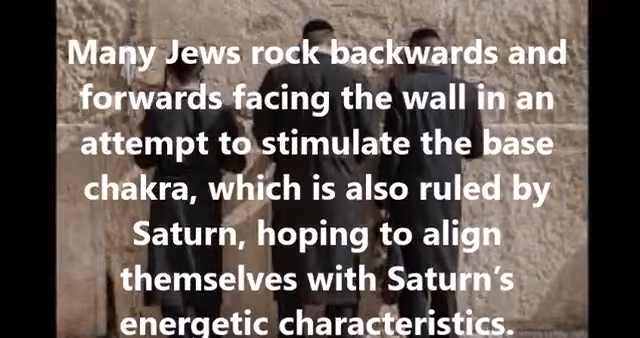 Many Jews rock backwards and
forwards facing the wall in an
attempt to stimulate the base
chakra, which is also ruled by
Saturn, hoping to align
themselves with Saturn’s
energetic characteristics.